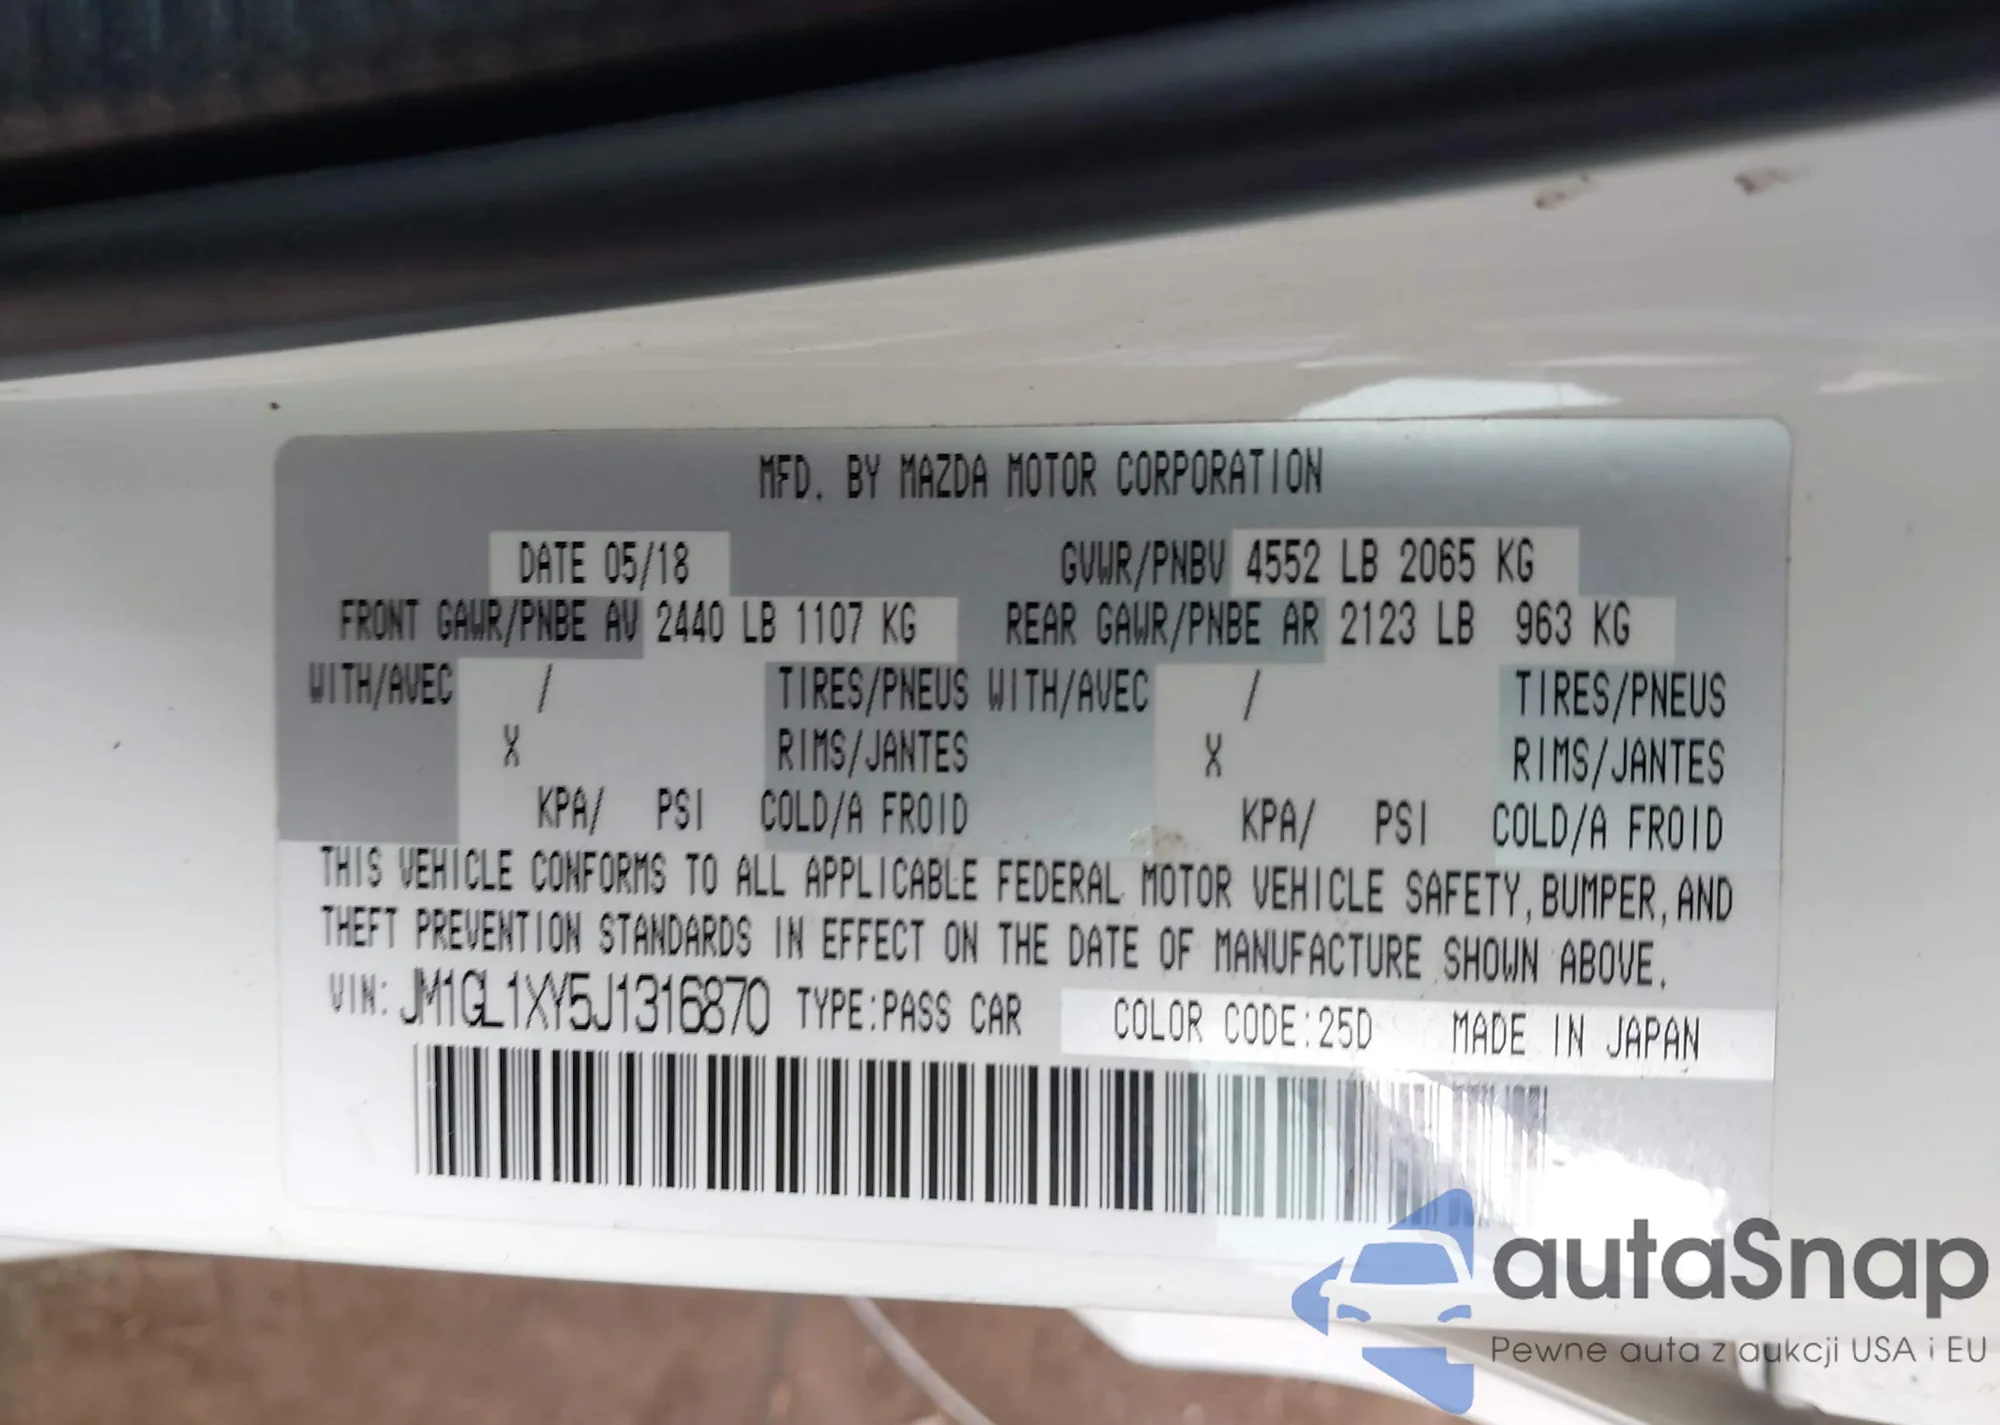 MFD. BY MAZDA MOTOR CORPORATION
DATE 05/18 GVWR/PNBV 4552 LB 2065 KG
FRONT GAWR/PNBE AV 2440 LB 1107 KG REAR GAWR/PNBE AR 2123 LB 963 KG
WITH/AVEC / TIRES/PNEUS WITH/AVEC / TIRES/PNEUS
X RIMS/JANTES X RIMS/JANTES
KPA/ PSI COLD/A FROID KPA/ PSI COLD/A FROID
THIS VEHICLE CONFORMS TO ALL APPLICABLE FEDERAL MOTOR VEHICLE SAFETY, BUMPER, AND
THEFT PREVENTION STANDARDS IN EFFECT ON THE DATE OF MANUFACTURE SHOWN ABOVE.
VIN: JM1GL1XY5J1316870 TYPE:PASS CAR COLOR CODE:25D MADE IN JAPAN
autaSnap
Pewne auta z aukcji USA i EU